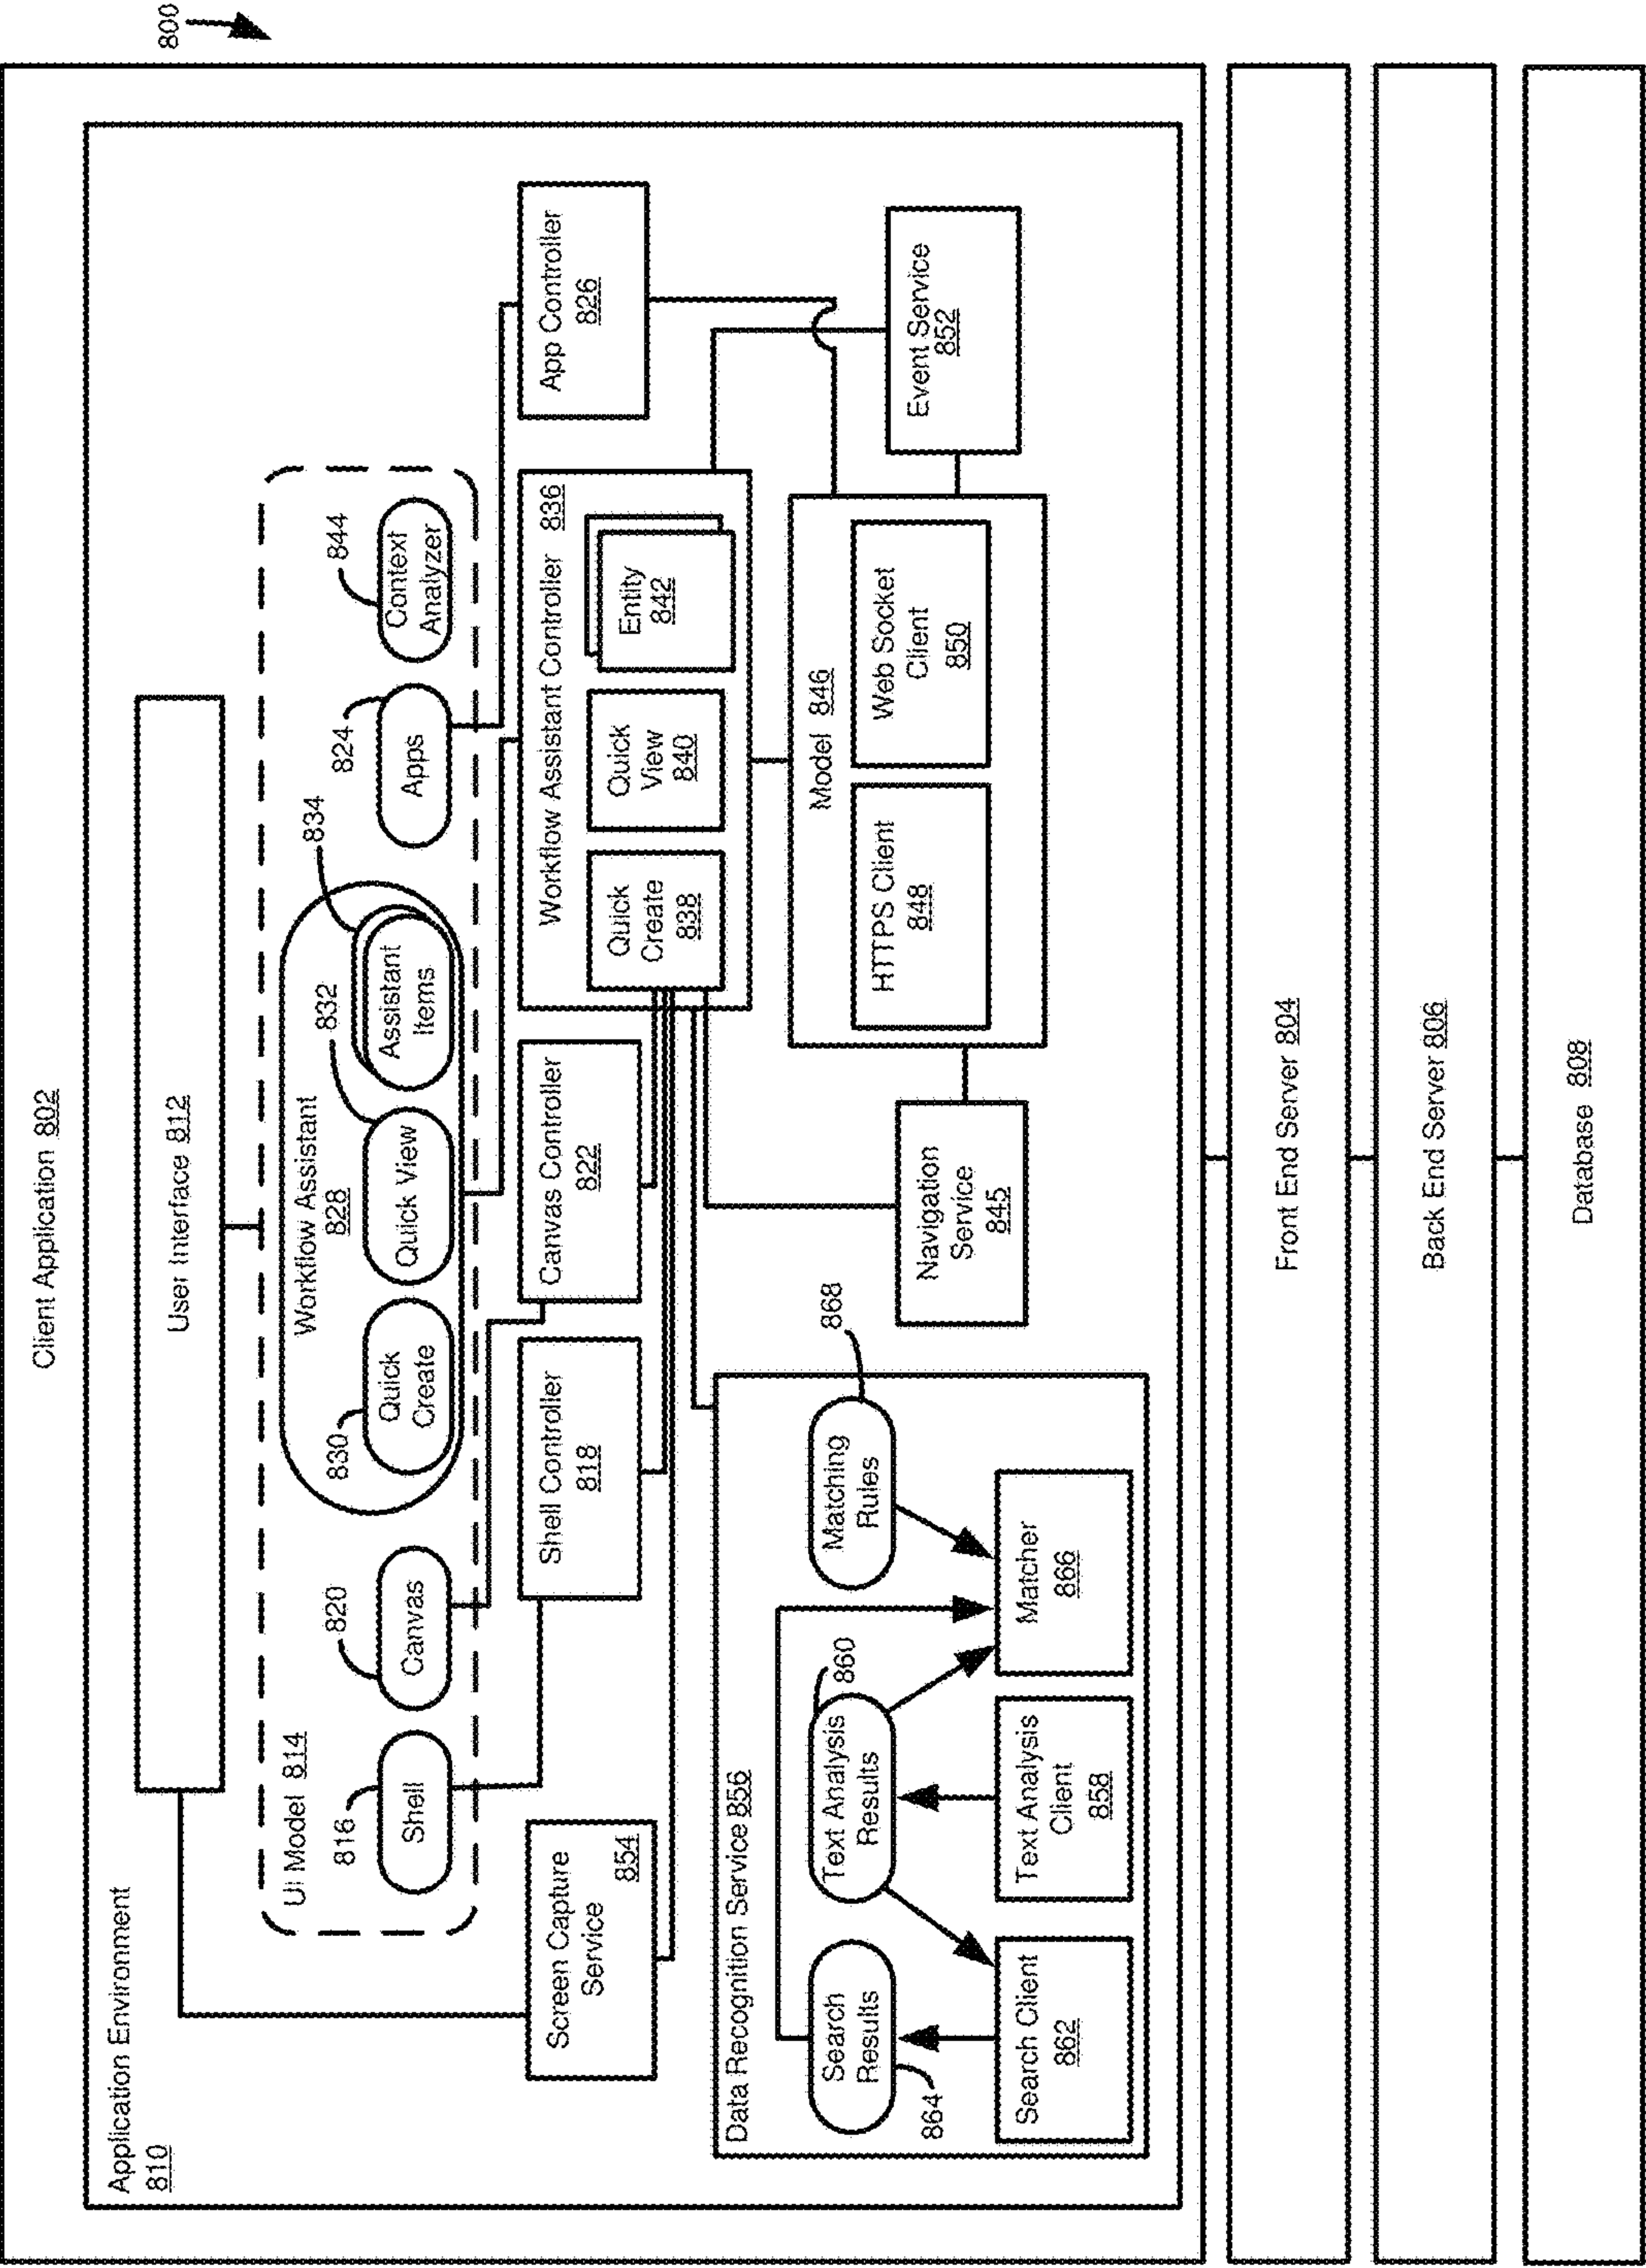 800
Client Application 802
Application Environment
810
User Interface 812
UI Model 814
816
Shell
820
Canvas
Workflow Assistant
828
830
Quick
Create
832
Quick View
834
Assistant
Items
824
Apps
844
Context
Analyzer
Screen Capture
Service
854
Shell Controller
818
Canvas Controller
822
Workflow Assistant Controller 836
Quick
Create
838
Quick
View
840
Entity
842
App Controller
826
Data Recognition Service 856
Search
Results
864
Text Analysis
Results
860
Matching
Rules
868
Search Client
862
Text Analysis
Client
858
Matcher
866
Navigation
Service
845
Model 846
HTTPS Client
848
Web Socket
Client
850
Event Service
852
Front End Server 804
Back End Server 806
Database 808